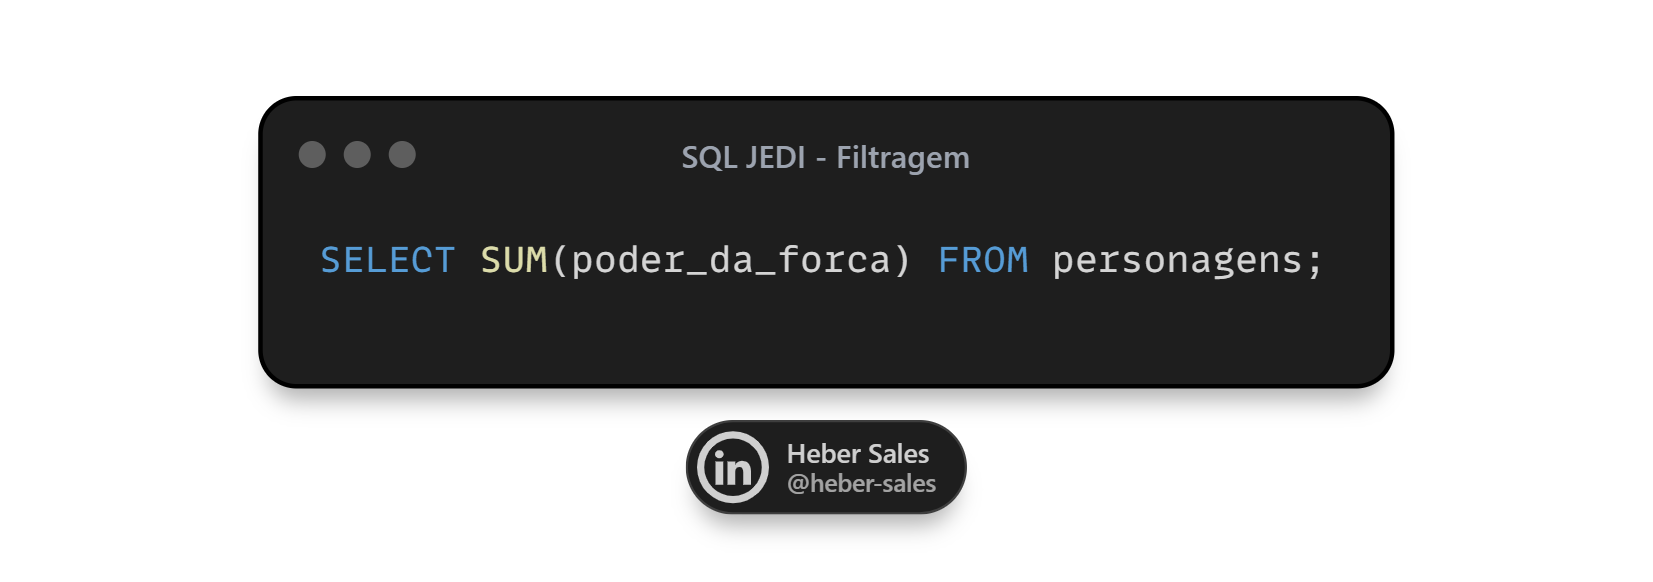 SQL JEDI - Filtragem
SELECT SUM(poder_da_forca) FROM personagens;
in
Heber Sales
@heber-sales